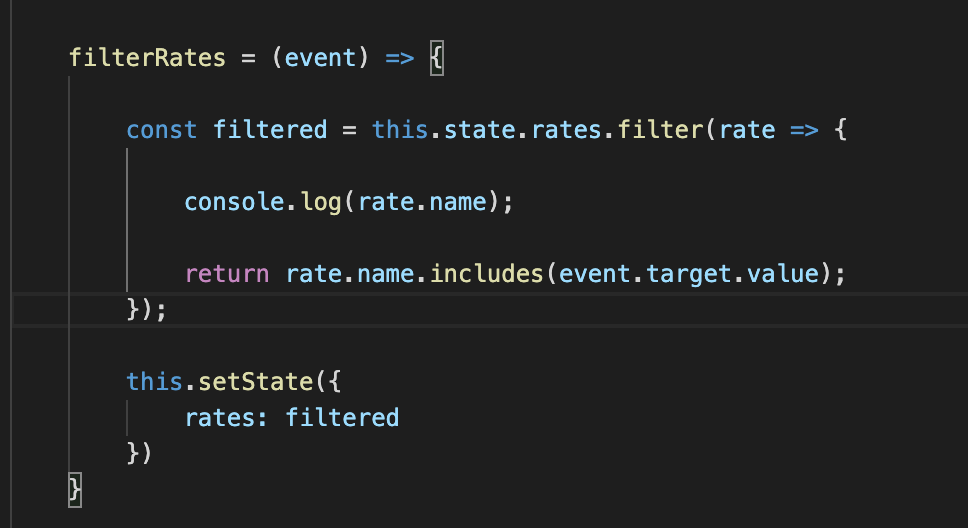 filterRates = (event) => {
const filtered = this.state.rates.filter(rate => {
console.log(rate.name);
return rate.name.includes(event.target.value);
});
this.setState({
rates: filtered
})
}